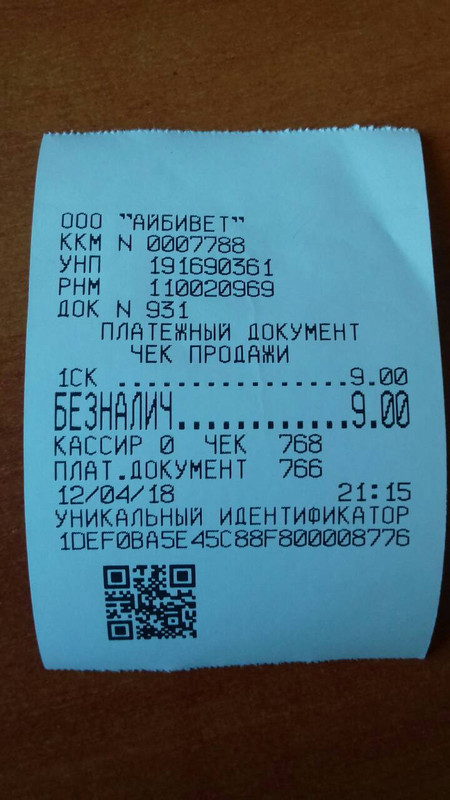 ООО "АЙБИВЕТ"
ККМ N 0007788
УНП 191690361
РНМ 110020969
ДОК N 931
ПЛАТЕЖНЫЙ ДОКУМЕНТ
ЧЕК ПРОДАЖИ
1СК ................9.00
БЕЗНАЛИЧ............9.00
КАССИР 0 ЧЕК 768
ПЛАТ.ДОКУМЕНТ 766
12/04/18 21:15
УНИКАЛЬНЫЙ ИДЕНТИФИКАТОР
1DEF0BA5E45C88F800008776